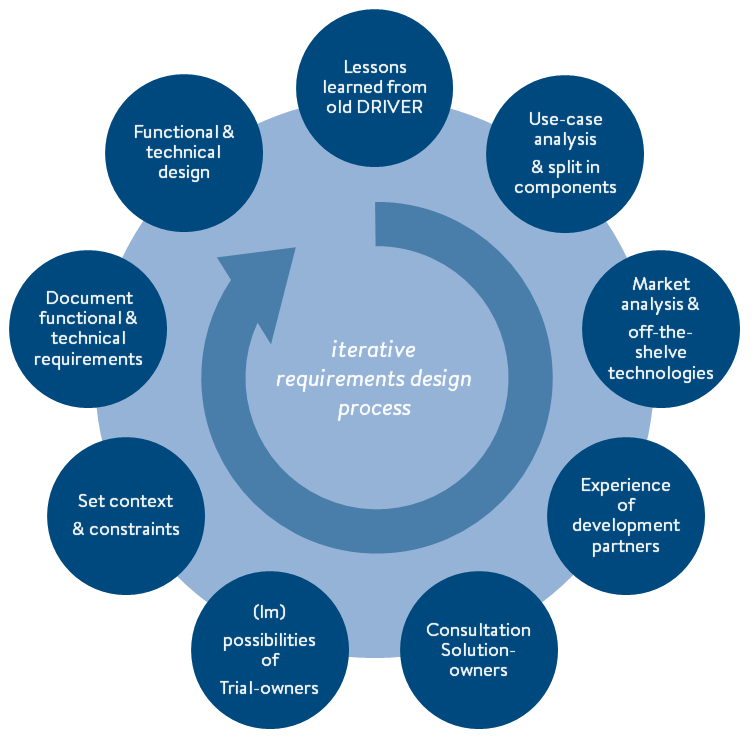 Lessons
learned from
old DRIVER
Use-case
analysis
& split in
components
Market
analysis &
off-the-
shelve
technologies
Experience
of
development
partners
Consultation
Solution-
owners
(Im)
possibilities
of
Trial-owners
Set context
& constraints
Document
functional &
technical
requirements
Functional &
technical
design
iterative
requirements design
process